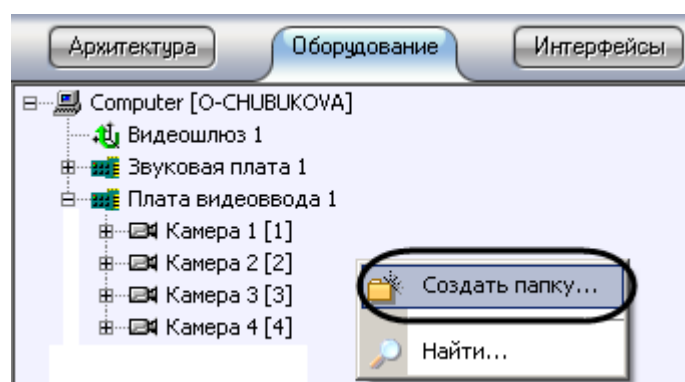 Архитектура Оборудование Интерфейсы
Computer [O-CHUBUKOVA]
Видеошлюз 1
Звуковая плата 1
Плата видеоввода 1
Камера 1 [1]
Камера 2 [2]
Камера 3 [3]
Камера 4 [4]
Создать папку...
Найти...